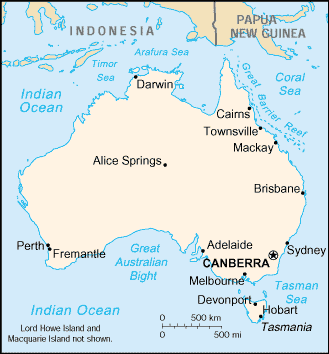 PAPUA
NEW GUINEA
INDONESIA
Arafura Sea
Timor
Sea
Coral
Sea
Great Barrier Reef
Indian
Ocean
Darwin
Cairns
Townsville
Mackay
Alice Springs
Brisbane
Perth
Fremantle
Great
Australian
Bight
Adelaide
CANBERRA
Sydney
Melbourne
Tasman
Sea
Devonport
Hobart
Tasmania
Indian Ocean
Lord Howe Island and
Macquarie Island not shown.
0 500 km
0 500 mi